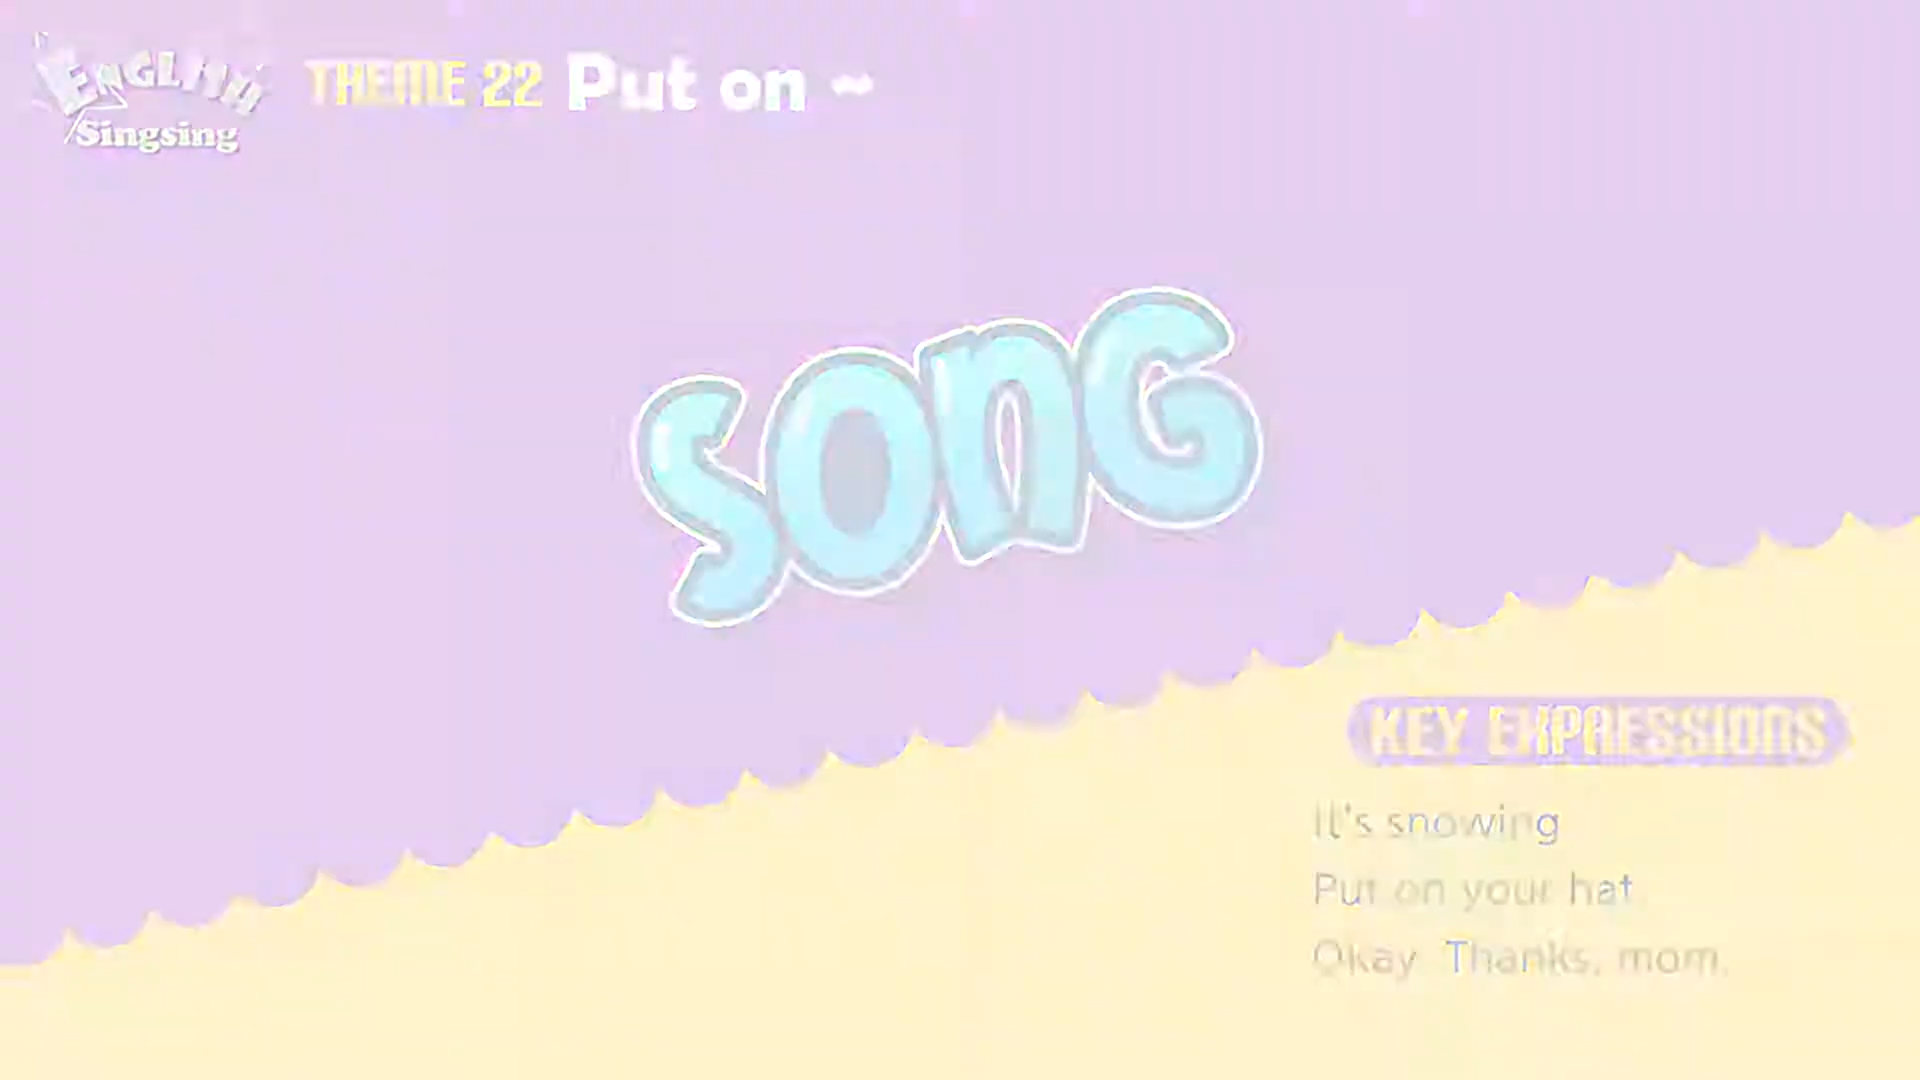 ENGLISH
Singsing
THEME 22 Put on ~
SONG
KEY EXPRESSIONS
It's snowing
Put on your hat.
Okay. Thanks, mom.